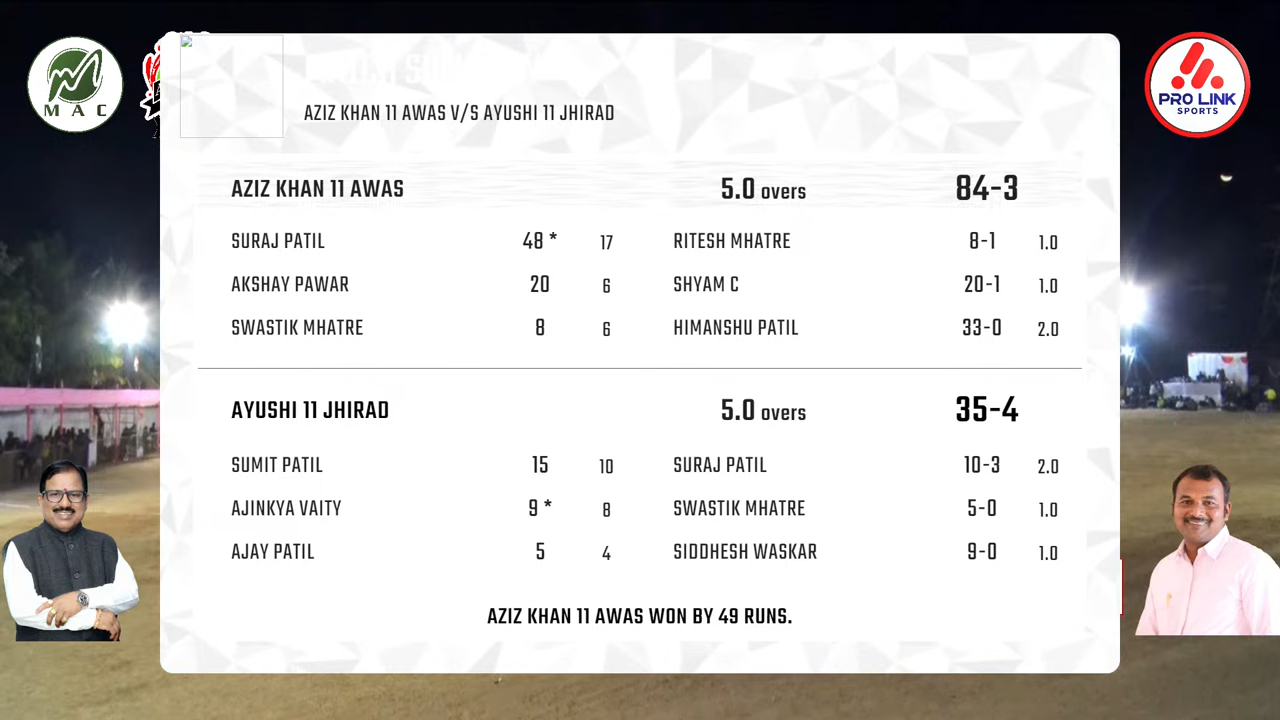 MAC
PRO LINK
SPORTS
AZIZ KHAN 11 AWAS V/S AYUSHI 11 JHIRAD
AZIZ KHAN 11 AWAS 5.0 overs 84-3
SURAJ PATIL 48 * 17 RITESH MHATRE 8-1 1.0
AKSHAY PAWAR 20 6 SHYAM C 20-1 1.0
SWASTIK MHATRE 8 6 HIMANSHU PATIL 33-0 2.0
AYUSHI 11 JHIRAD 5.0 overs 35-4
SUMIT PATIL 15 10 SURAJ PATIL 10-3 2.0
AJINKYA VAITY 9 * 8 SWASTIK MHATRE 5-0 1.0
AJAY PATIL 5 4 SIDDHESH WASKAR 9-0 1.0
AZIZ KHAN 11 AWAS WON BY 49 RUNS.